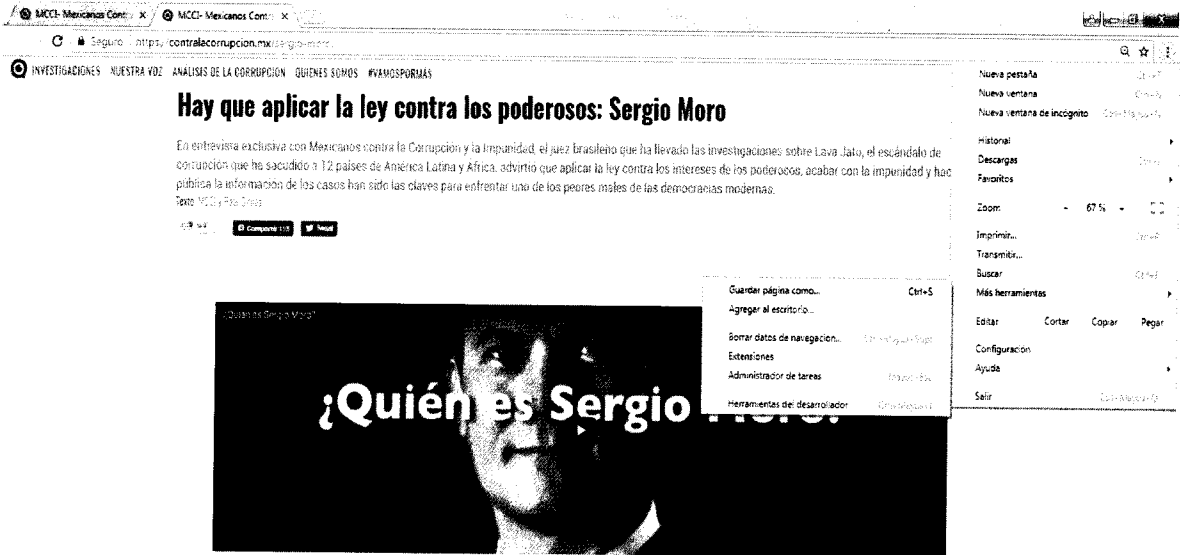 MCCI- Mexicanos Contr x MCCI- Mexicanos Contr x
Seguro https://contralacorrupcion.mx/sergio-moro
INVESTIGACIONES NUESTRA VOZ ANÁLISIS DE LA CORRUPCIÓN QUIÉNES SOMOS #VAMOSPORMÁS
Hay que aplicar la ley contra los poderosos: Sergio Moro
En entrevista exclusiva con Mexicanos contra la Corrupción y la Impunidad, el juez brasileño que ha llevado las investigaciones sobre Lava Jato, el escándalo de
corrupción que ha sacudido a 12 países de América Latina y África, advirtió que aplicar la ley contra los intereses de los poderosos, acabar con la impunidad y hac
pública la información de los casos han sido las claves para enfrentar uno de los peores males de las democracias modernas.
Texto: MCCI y
Compartir
¿Quién es Sergio Moro?
¿Quién es Sergio Moro?
Nueva pestaña
Nueva ventana
Nueva ventana de incógnito
Historial
Descargas
Favoritos
Zoom - 67 % +
Imprimir...
Transmitir...
Buscar
Más herramientas
Editar Cortar Copiar Pegar
Configuración
Ayuda
Salir
Guardar página como... Ctrl+S
Agregar al escritorio...
Borrar datos de navegación...
Extensiones
Administrador de tareas
Herramientas del desarrollador